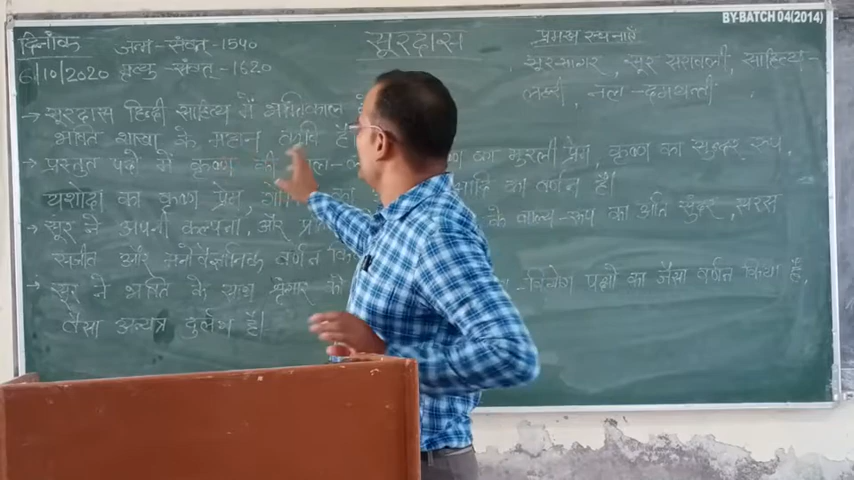 BY-BATCH 04(2014)
दिनांक जन्म-संवत्-1540 सूरदास प्रमुख रचनाएँ
6/10/2020 मृत्यु-संवत्-1620 सूरसागर, सूर सारावली, साहित्य-
लहरी, नल-दमयन्ती
→ सूरदास हिन्दी साहित्य में भक्तिकाल
भक्ति शाखा के महान कवि हैं
→ प्रस्तुत पदों में कृष्ण की बाल- का मुरली प्रेम, कृष्ण का सुन्दर रूप,
यशोदा का कृष्ण प्रेम, का वर्णन है।
→ सूर ने अपनी कल्पना और के बाल्य-रूप का अति सुंदर, सरस
सजीव और मनोवैज्ञानिक वर्णन
→ सूर ने भक्ति के साथ श्रृंगार के -वियोग पक्षों का जैसा वर्णन किया है,
वैसा अन्यत्र दुर्लभ है।